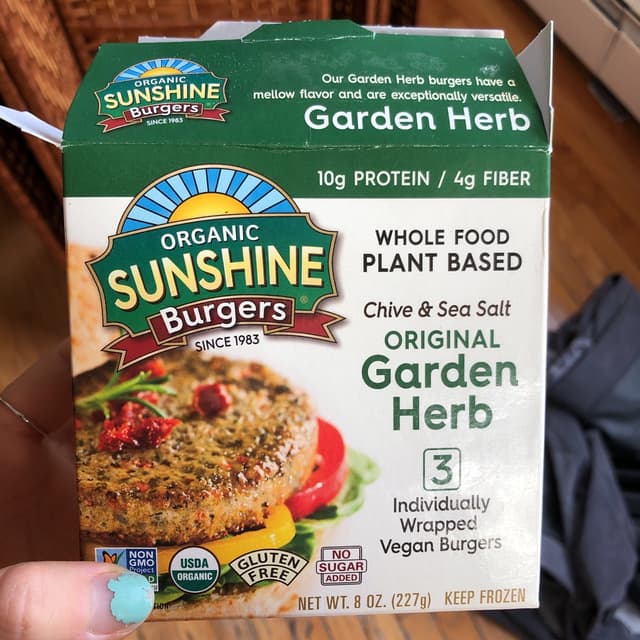 ORGANIC
SUNSHINE
Burgers
SINCE 1983
Our Garden Herb burgers have a
mellow flavor and are exceptionally versatile.
Garden Herb
10g PROTEIN / 4g FIBER
ORGANIC
SUNSHINE
Burgers®
SINCE 1983
WHOLE FOOD
PLANT BASED
Chive & Sea Salt
ORIGINAL
Garden
Herb
3
Individually
Wrapped
Vegan Burgers
NON
GMO
Project
USDA
ORGANIC
GLUTEN
FREE
NO
SUGAR
ADDED
NET WT. 8 OZ. (227g) KEEP FROZEN